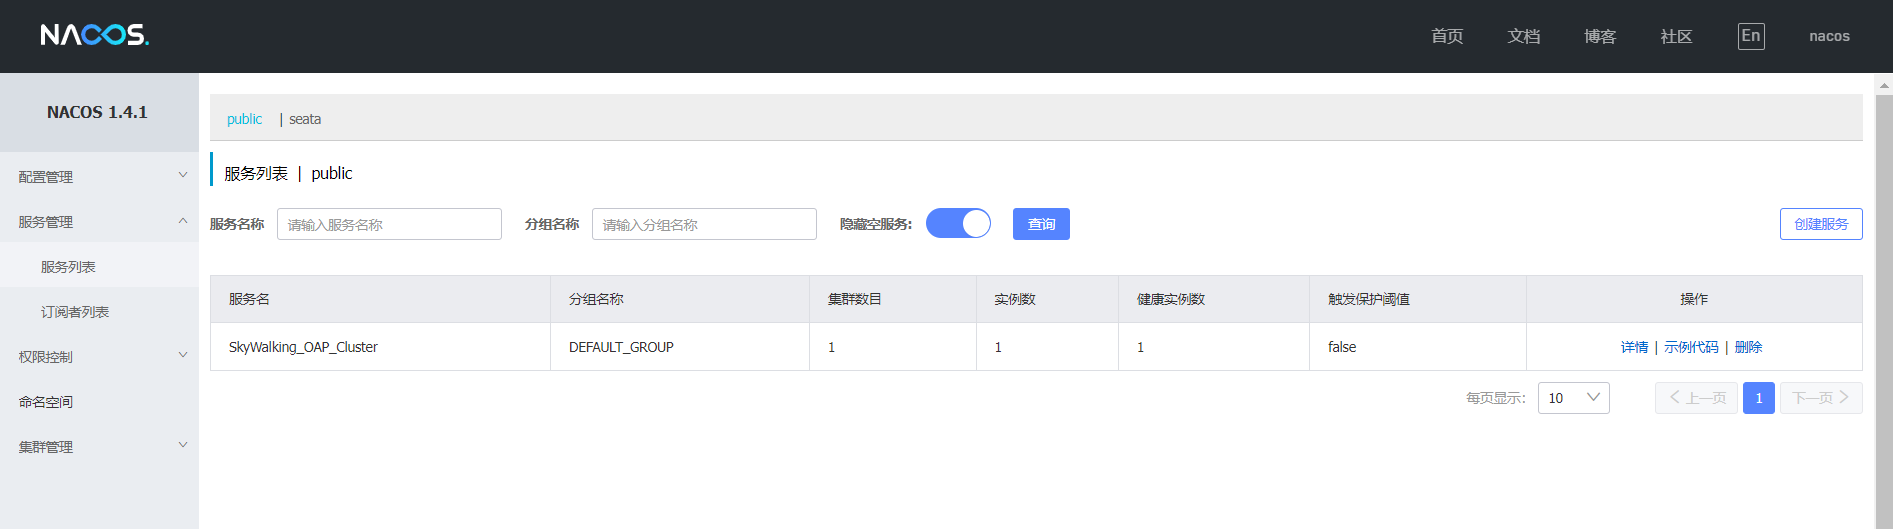 NACOS.
首页 文档 博客 社区 En nacos
NACOS 1.4.1
配置管理
服务管理
服务列表
订阅者列表
权限控制
命名空间
集群管理
public | seata
服务列表 | public
服务名称 请输入服务名称 分组名称 请输入分组名称 隐藏空服务: 查询 创建服务
服务名 分组名称 集群数目 实例数 健康实例数 触发保护阈值 操作
SkyWalking_OAP_Cluster DEFAULT_GROUP 1 1 1 false 详情 | 示例代码 | 删除
每页显示: 10 上一页 1 下一页